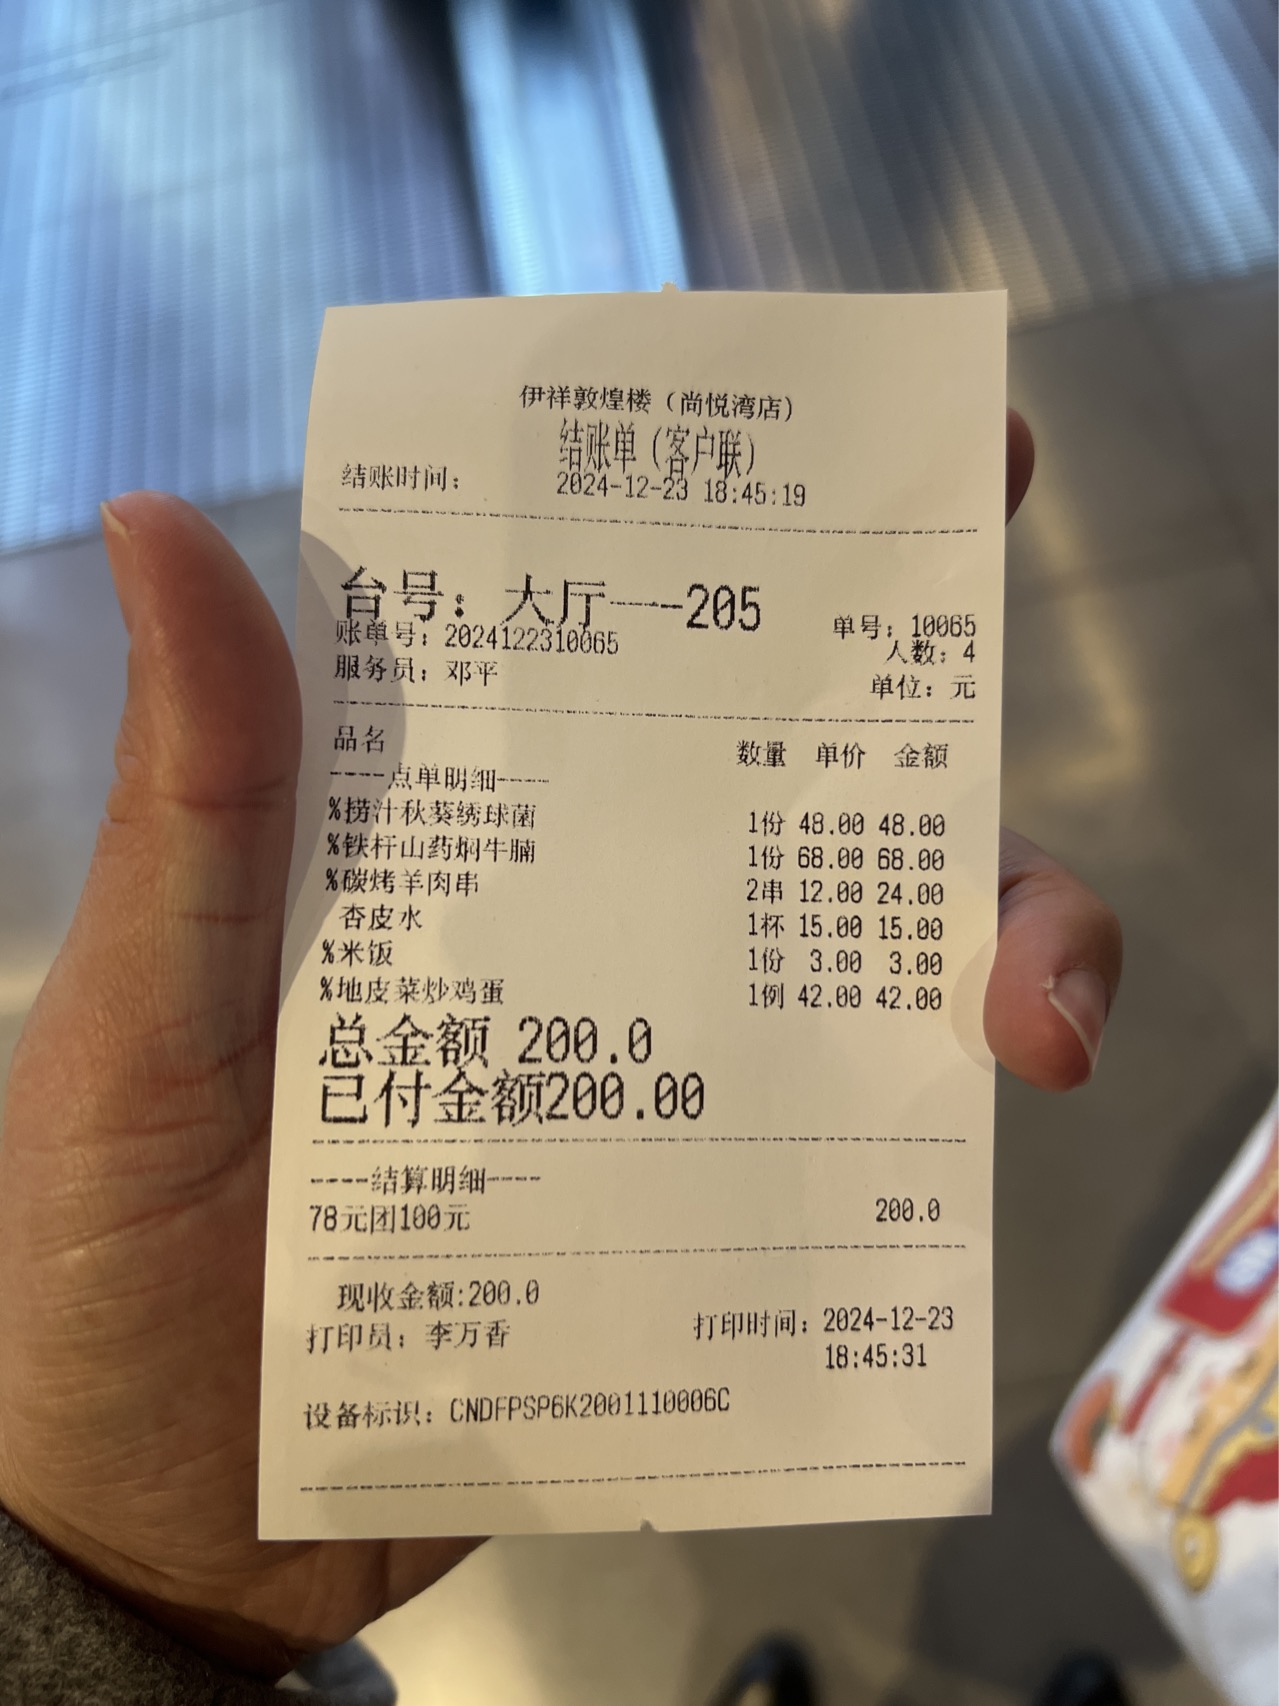 伊祥敦煌楼（尚悦湾店）
结账单（客户联）
结账时间： 2024-12-23 18:45:19
台号：大厅---205
单号：10065
账单号：2024122310065
人数：4
服务员：邓平
单位：元
品名 数量 单价 金额
----点单明细----
%捞汁秋葵绣球菌 1份 48.00 48.00
%铁杆山药焖牛腩 1份 68.00 68.00
%碳烤羊肉串 2串 12.00 24.00
杏皮水 1杯 15.00 15.00
%米饭 1份 3.00 3.00
%地皮菜炒鸡蛋 1例 42.00 42.00
总金额 200.0
已付金额200.00
----结算明细----
78元团100元 200.0
现收金额:200.0
打印员：李万香 打印时间：2024-12-23
18:45:31
设备标识：CNDFPSP6K2001110006C